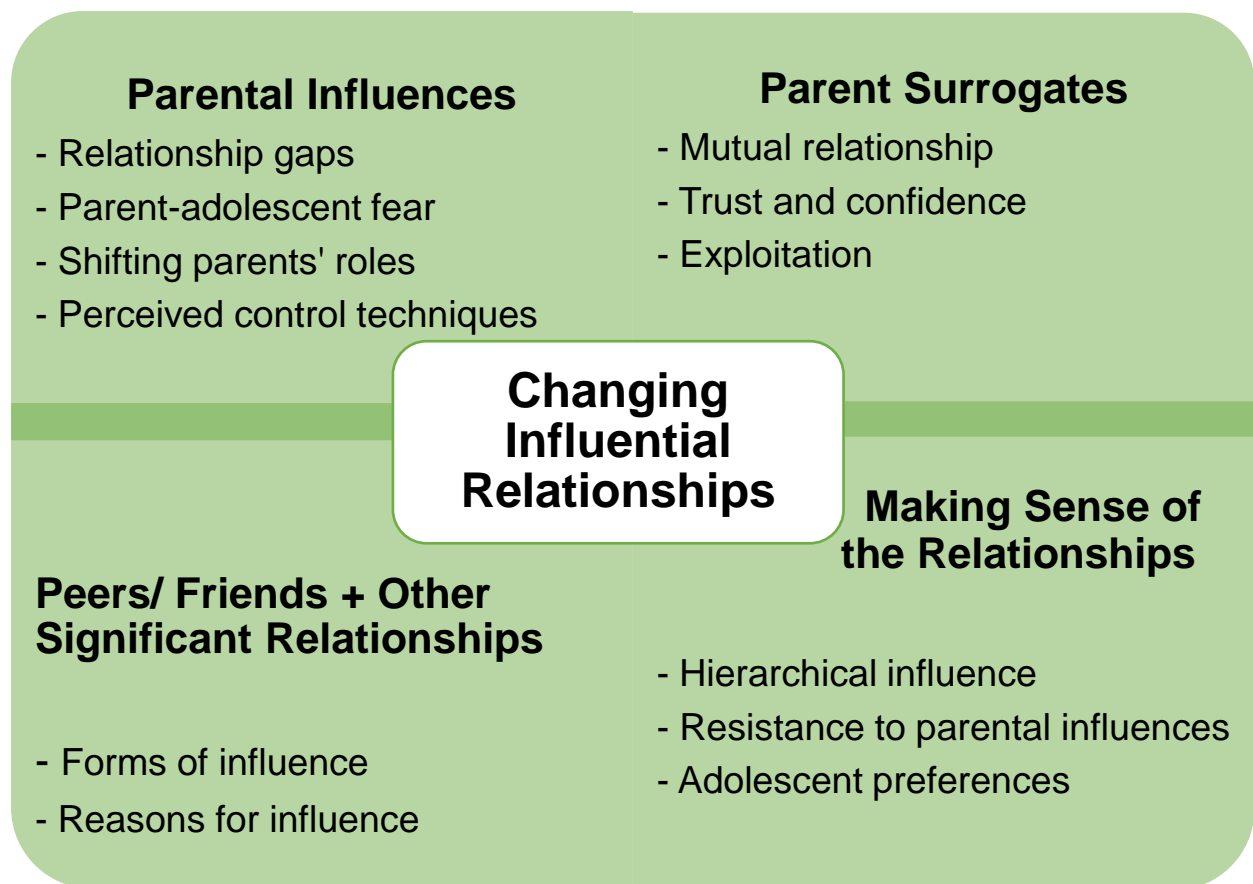 Parental Influences
- Relationship gaps
- Parent-adolescent fear
- Shifting parents' roles
- Perceived control techniques
Parent Surrogates
- Mutual relationship
- Trust and confidence
- Exploitation
Changing
Influential
Relationships
Peers/ Friends + Other
Significant Relationships
- Forms of influence
- Reasons for influence
Making Sense of
the Relationships
- Hierarchical influence
- Resistance to parental influences
- Adolescent preferences